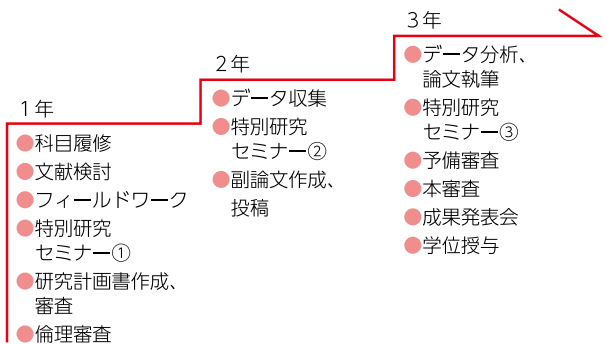 1年
科目履修
文献検討
フィールドワーク
特別研究
セミナー①
研究計画書作成、
審査
倫理審査
2年
データ収集
特別研究
セミナー②
副論文作成、
投稿
3年
データ分析、
論文執筆
特別研究
セミナー③
予備審査
本審査
成果発表会
学位授与